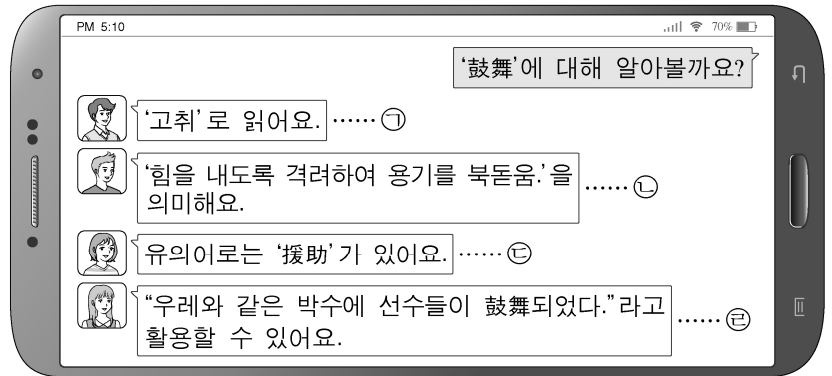 PM 5:10
70%
‘鼓舞’에 대해 알아볼까요?
‘고취’로 읽어요. ······ ㉠
‘힘을 내도록 격려하여 용기를 북돋움.’을
의미해요. ······ ㉡
유의어로는 ‘援助’가 있어요. ······ ㉢
“우레와 같은 박수에 선수들이 鼓舞되었다.”라고
활용할 수 있어요. ······ ㉣